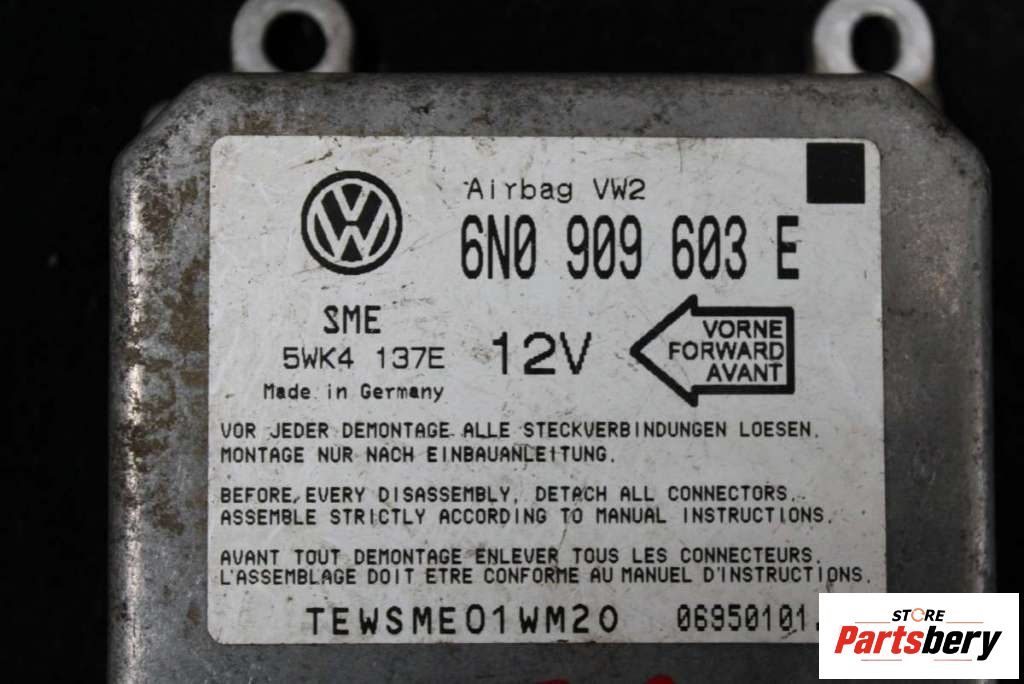 Airbag VW2
6N0 909 603 E
SME
5WK4 137E
Made in Germany
12V
VORNE
FORWARD
AVANT
VOR JEDER DEMONTAGE ALLE STECKVERBINDUNGEN LOESEN.
MONTAGE NUR NACH EINBAUANLEITUNG.
BEFORE EVERY DISASSEMBLY, DETACH ALL CONNECTORS.
ASSEMBLE STRICTLY ACCORDING TO MANUAL INSTRUCTIONS.
AVANT TOUT DEMONTAGE ENLEVER TOUS LES CONNECTEURS.
L'ASSEMBLAGE DOIT ETRE CONFORME AU MANUEL D'INSTRUCTIONS.
TEWSME01WM20 06950101
STORE
Partsbery